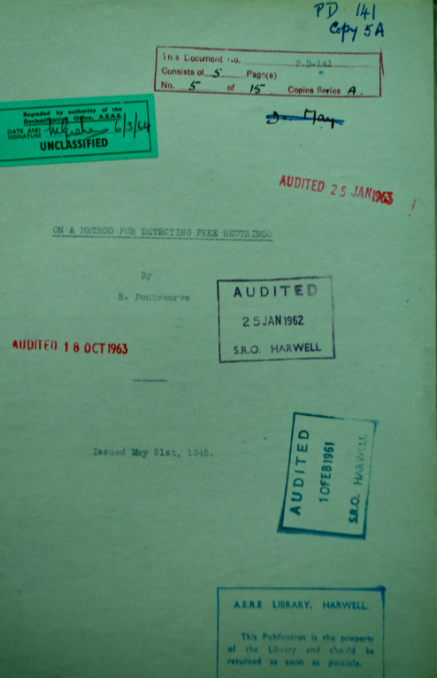 PD - 141
Copy 5A
This Document No. P.D-141
Consists of 5 Page(s)
No. 5 of 15 Copies Series A.
Regraded by authority of the
Declassification Office, A.E.R.E.
DATE AND
SIGNATURE 6/3/64
UNCLASSIFIED
Dr. May
AUDITED 25 JAN 1963
ON A METHOD FOR DETECTING FREE NEUTRINOS
By
B. Pontecorvo
AUDITED
25 JAN 1962
S.R.O. HARWELL
AUDITED 18 OCT 1963
Issued May 21st, 1945.
AUDITED
10 FEB 1961
S.R.O. HARWELL
A.E.R.E LIBRARY, HARWELL.
This Publication is the property
of the Library and should be
returned as soon as possible.